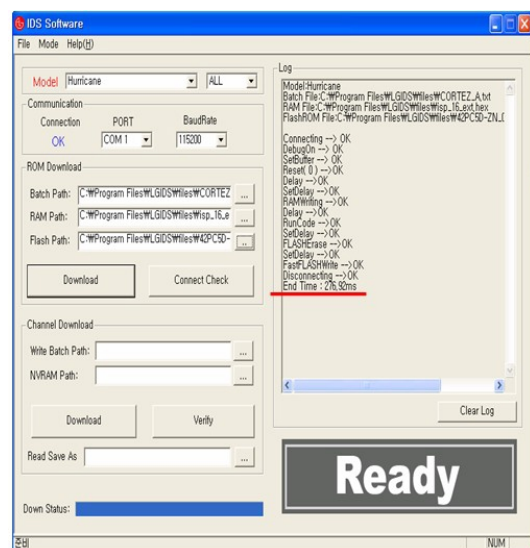 IDS Software
File Mode Help(H)
Model Hurricane ALL
Communication
Connection PORT BaudRate
OK COM 1 115200
ROM Download
Batch Path: C:₩Program Files₩LGIDS₩files₩CORTEZ ...
RAM Path: C:₩Program Files₩LGIDS₩files₩isp_16_e ...
Flash Path: C:₩Program Files₩LGIDS₩files₩42PC5D- ...
Download Connect Check
Channel Download
Write Batch Path: ...
NVRAM Path: ...
Download Verify
Read Save As ...
Down Status:
Log
Model:Hurricane
Batch File:C:₩Program Files₩LGIDS₩files₩CORTEZ_A.txt
RAM File:C:₩Program Files₩LGIDS₩files₩isp_16_ext.hex
FlashROM File:C:₩Program Files₩LGIDS₩files₩42PC5D-ZN_
Connecting --> OK
DebugOn --> OK
SetBuffer --> OK
Reset( 0 ) --> OK
Delay -->OK
SetDelay -->OK
RAMWriting -->OK
Delay -->OK
RunCode -->OK
SetDelay -->OK
FLASHErase -->OK
SetDelay -->OK
FastFLASHWrite -->OK
Disconnecting -->OK
End Time : 276,92ms
Clear Log
Ready
준비 NUM